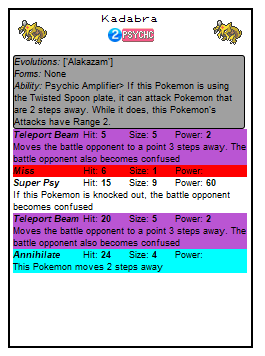 Kadabra
2 PSYCHC
Evolutions: ['Alakazam']
Forms: None
Ability: Psychic Amplifier> If this Pokemon is using
the Twisted Spoon plate, it can attack Pokemon that
are 2 steps away. While it does, this Pokemon's
Attacks have Range 2.
Teleport Beam Hit: 5 Size: 5 Power: 2
Moves the battle opponent to a point 3 steps away. The
battle opponent also becomes confused
Miss Hit: 6 Size: 1 Power:
Super Psy Hit: 15 Size: 9 Power: 60
If this Pokemon is knocked out, the battle opponent
becomes confused
Teleport Beam Hit: 20 Size: 5 Power: 2
Moves the battle opponent to a point 3 steps away. The
battle opponent also becomes confused
Annihilate Hit: 24 Size: 4 Power:
This Pokemon moves 2 steps away